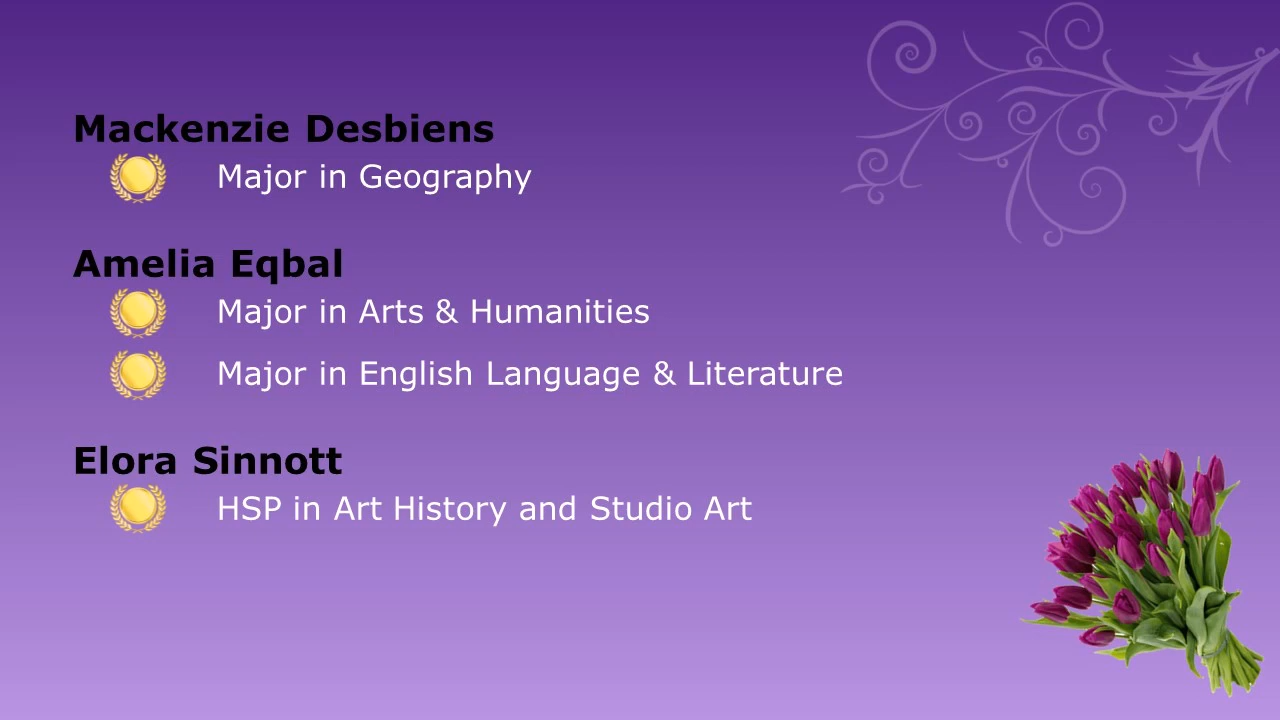 Mackenzie Desbiens
Major in Geography
Amelia Eqbal
Major in Arts & Humanities
Major in English Language & Literature
Elora Sinnott
HSP in Art History and Studio Art